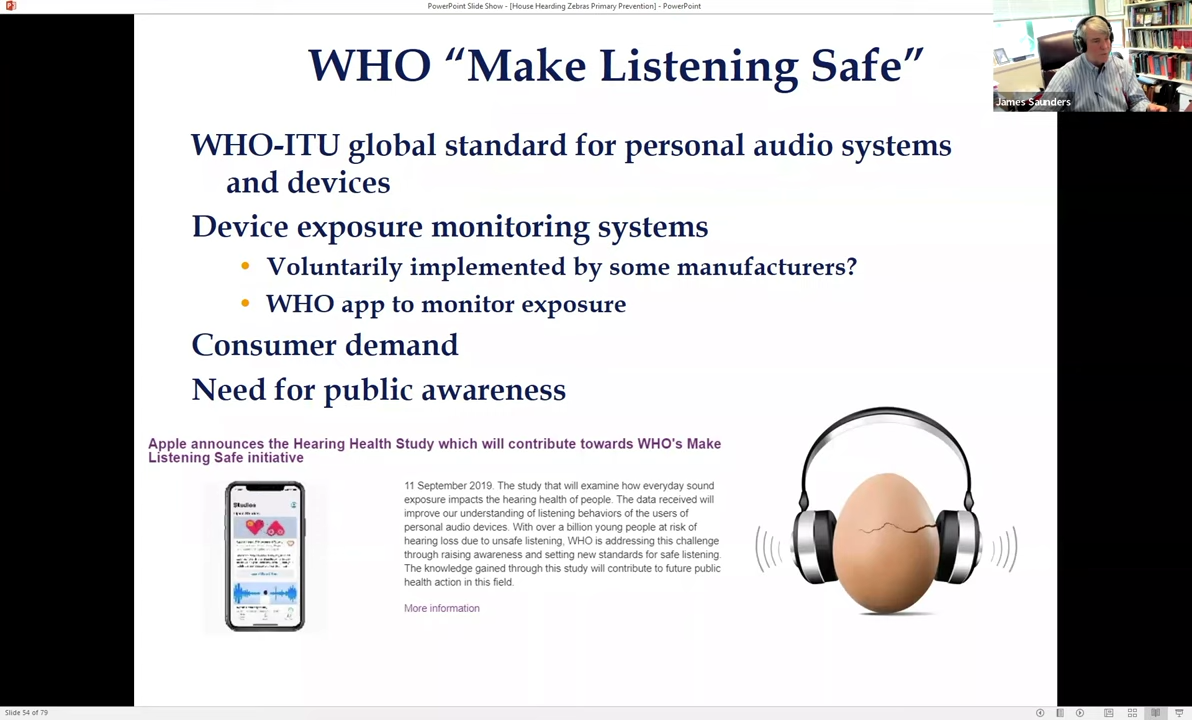 PowerPoint Slide Show - [House Hearding Zebras Primary Prevention] - PowerPoint
WHO “Make Listening Safe”
James Saunders
WHO-ITU global standard for personal audio systems
and devices
Device exposure monitoring systems
• Voluntarily implemented by some manufacturers?
• WHO app to monitor exposure
Consumer demand
Need for public awareness
Apple announces the Hearing Health Study which will contribute towards WHO's Make
Listening Safe initiative
Studies
11 September 2019. The study that will examine how everyday sound
exposure impacts the hearing health of people. The data received will
improve our understanding of listening behaviors of the users of
personal audio devices. With over a billion young people at risk of
hearing loss due to unsafe listening, WHO is addressing this challenge
through raising awareness and setting new standards for safe listening.
The knowledge gained through this study will contribute to future public
health action in this field.
More information
Slide 54 of 79